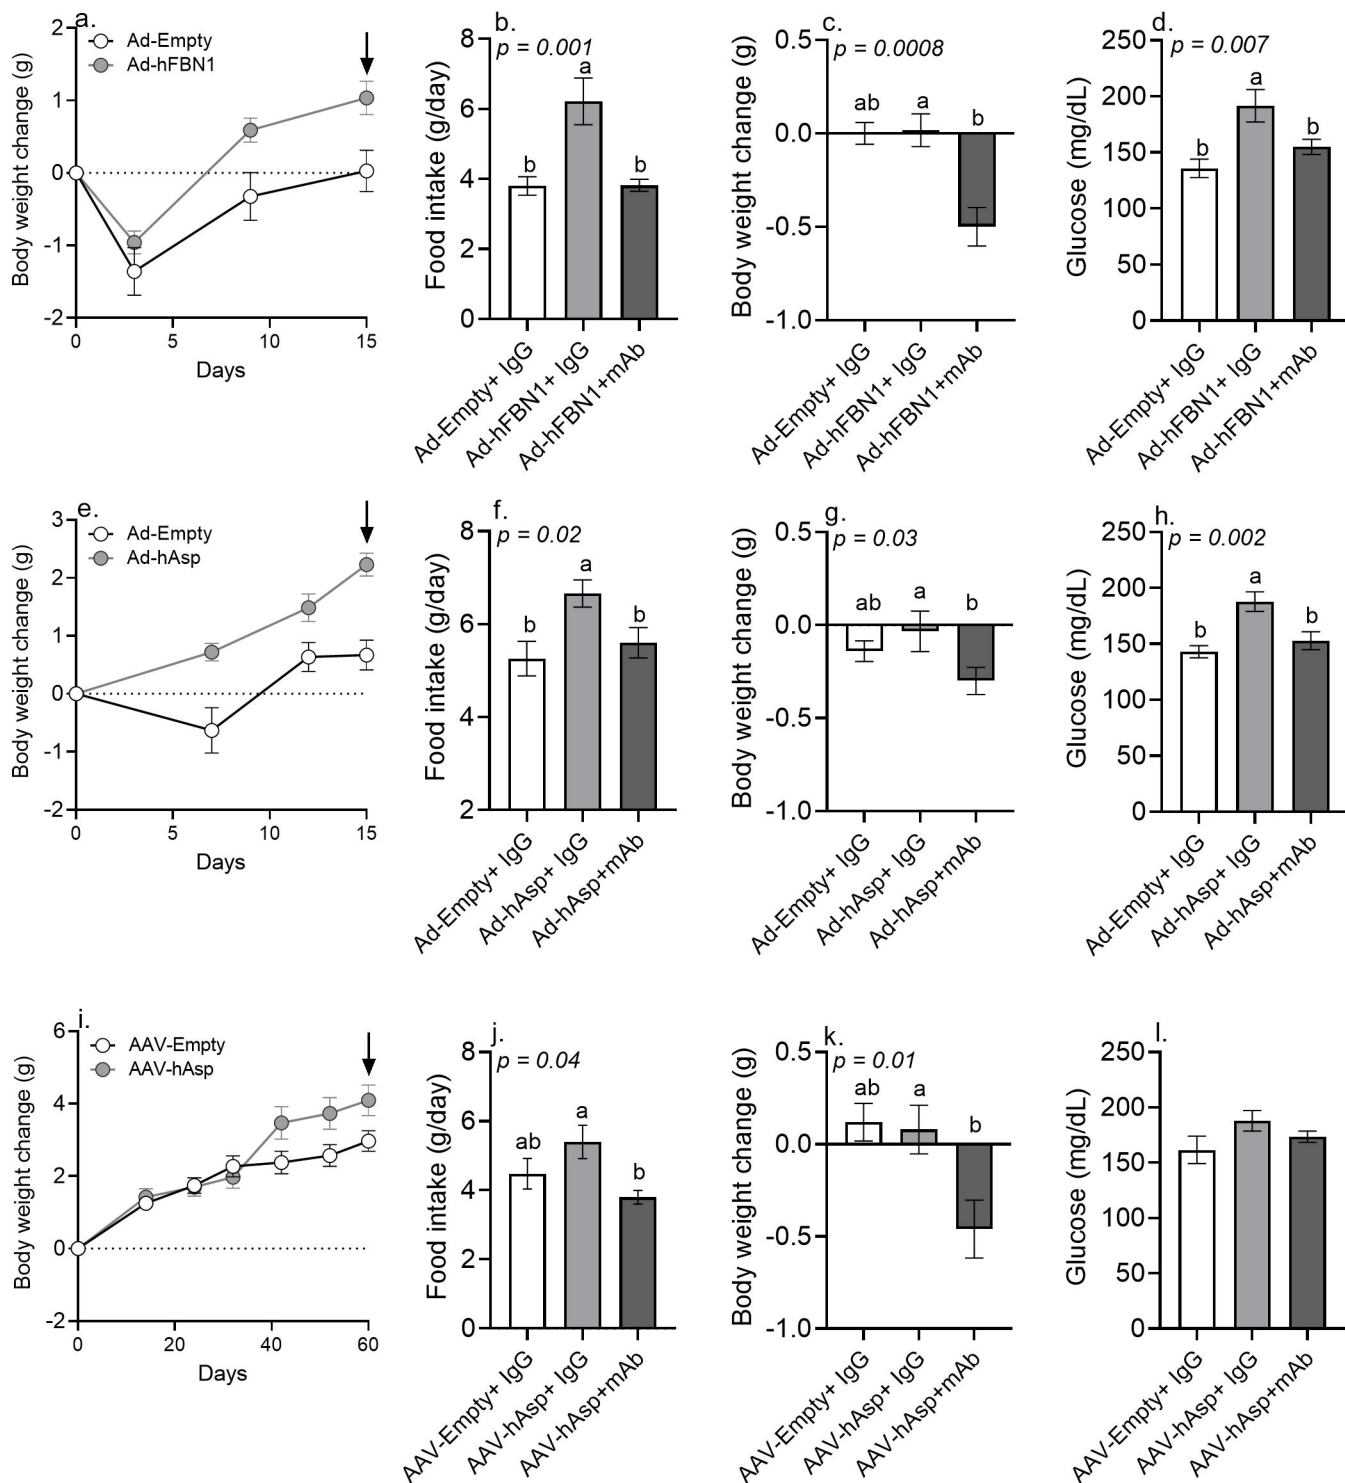 a.
Ad-Empty
Ad-hFBN1
Body weight change (g)
2
1
0
-1
-2
0
5
10
15
Days
b.
p = 0.001
Food intake (g/day)
8
6
4
2
0
b
a
b
Ad-Empty+ IgG
Ad-hFBN1+ IgG
Ad-hFBN1+mAb
c.
p = 0.0008
Body weight change (g)
0.5
0.0
-0.5
-1.0
ab
a
b
Ad-Empty+ IgG
Ad-hFBN1+ IgG
Ad-hFBN1+mAb
d.
p = 0.007
Glucose (mg/dL)
250
200
150
100
50
0
b
a
b
Ad-Empty+ IgG
Ad-hFBN1+ IgG
Ad-hFBN1+mAb
e.
Ad-Empty
Ad-hAsp
Body weight change (g)
3
2
1
0
-1
-2
0
5
10
15
Days
f.
p = 0.02
Food intake (g/day)
8
6
4
2
b
a
b
Ad-Empty+ IgG
Ad-hAsp+ IgG
Ad-hAsp+mAb
g.
p = 0.03
Body weight change (g)
0.5
0.0
-0.5
-1.0
ab
a
b
Ad-Empty+ IgG
Ad-hAsp+ IgG
Ad-hAsp+mAb
h.
p = 0.002
Glucose (mg/dL)
250
200
150
100
50
0
b
a
b
Ad-Empty+ IgG
Ad-hAsp+ IgG
Ad-hAsp+mAb
i.
AAV-Empty
AAV-hAsp
Body weight change (g)
6
4
2
0
-2
0
20
40
60
Days
j.
p = 0.04
Food intake (g/day)
8
6
4
2
0
ab
a
b
AAV-Empty+ IgG
AAV-hAsp+ IgG
AAV-hAsp+mAb
k.
p = 0.01
Body weight change (g)
0.5
0.0
-0.5
-1.0
ab
a
b
AAV-Empty+ IgG
AAV-hAsp+ IgG
AAV-hAsp+mAb
l.
Glucose (mg/dL)
250
200
150
100
50
0
AAV-Empty+ IgG
AAV-hAsp+ IgG
AAV-hAsp+mAb